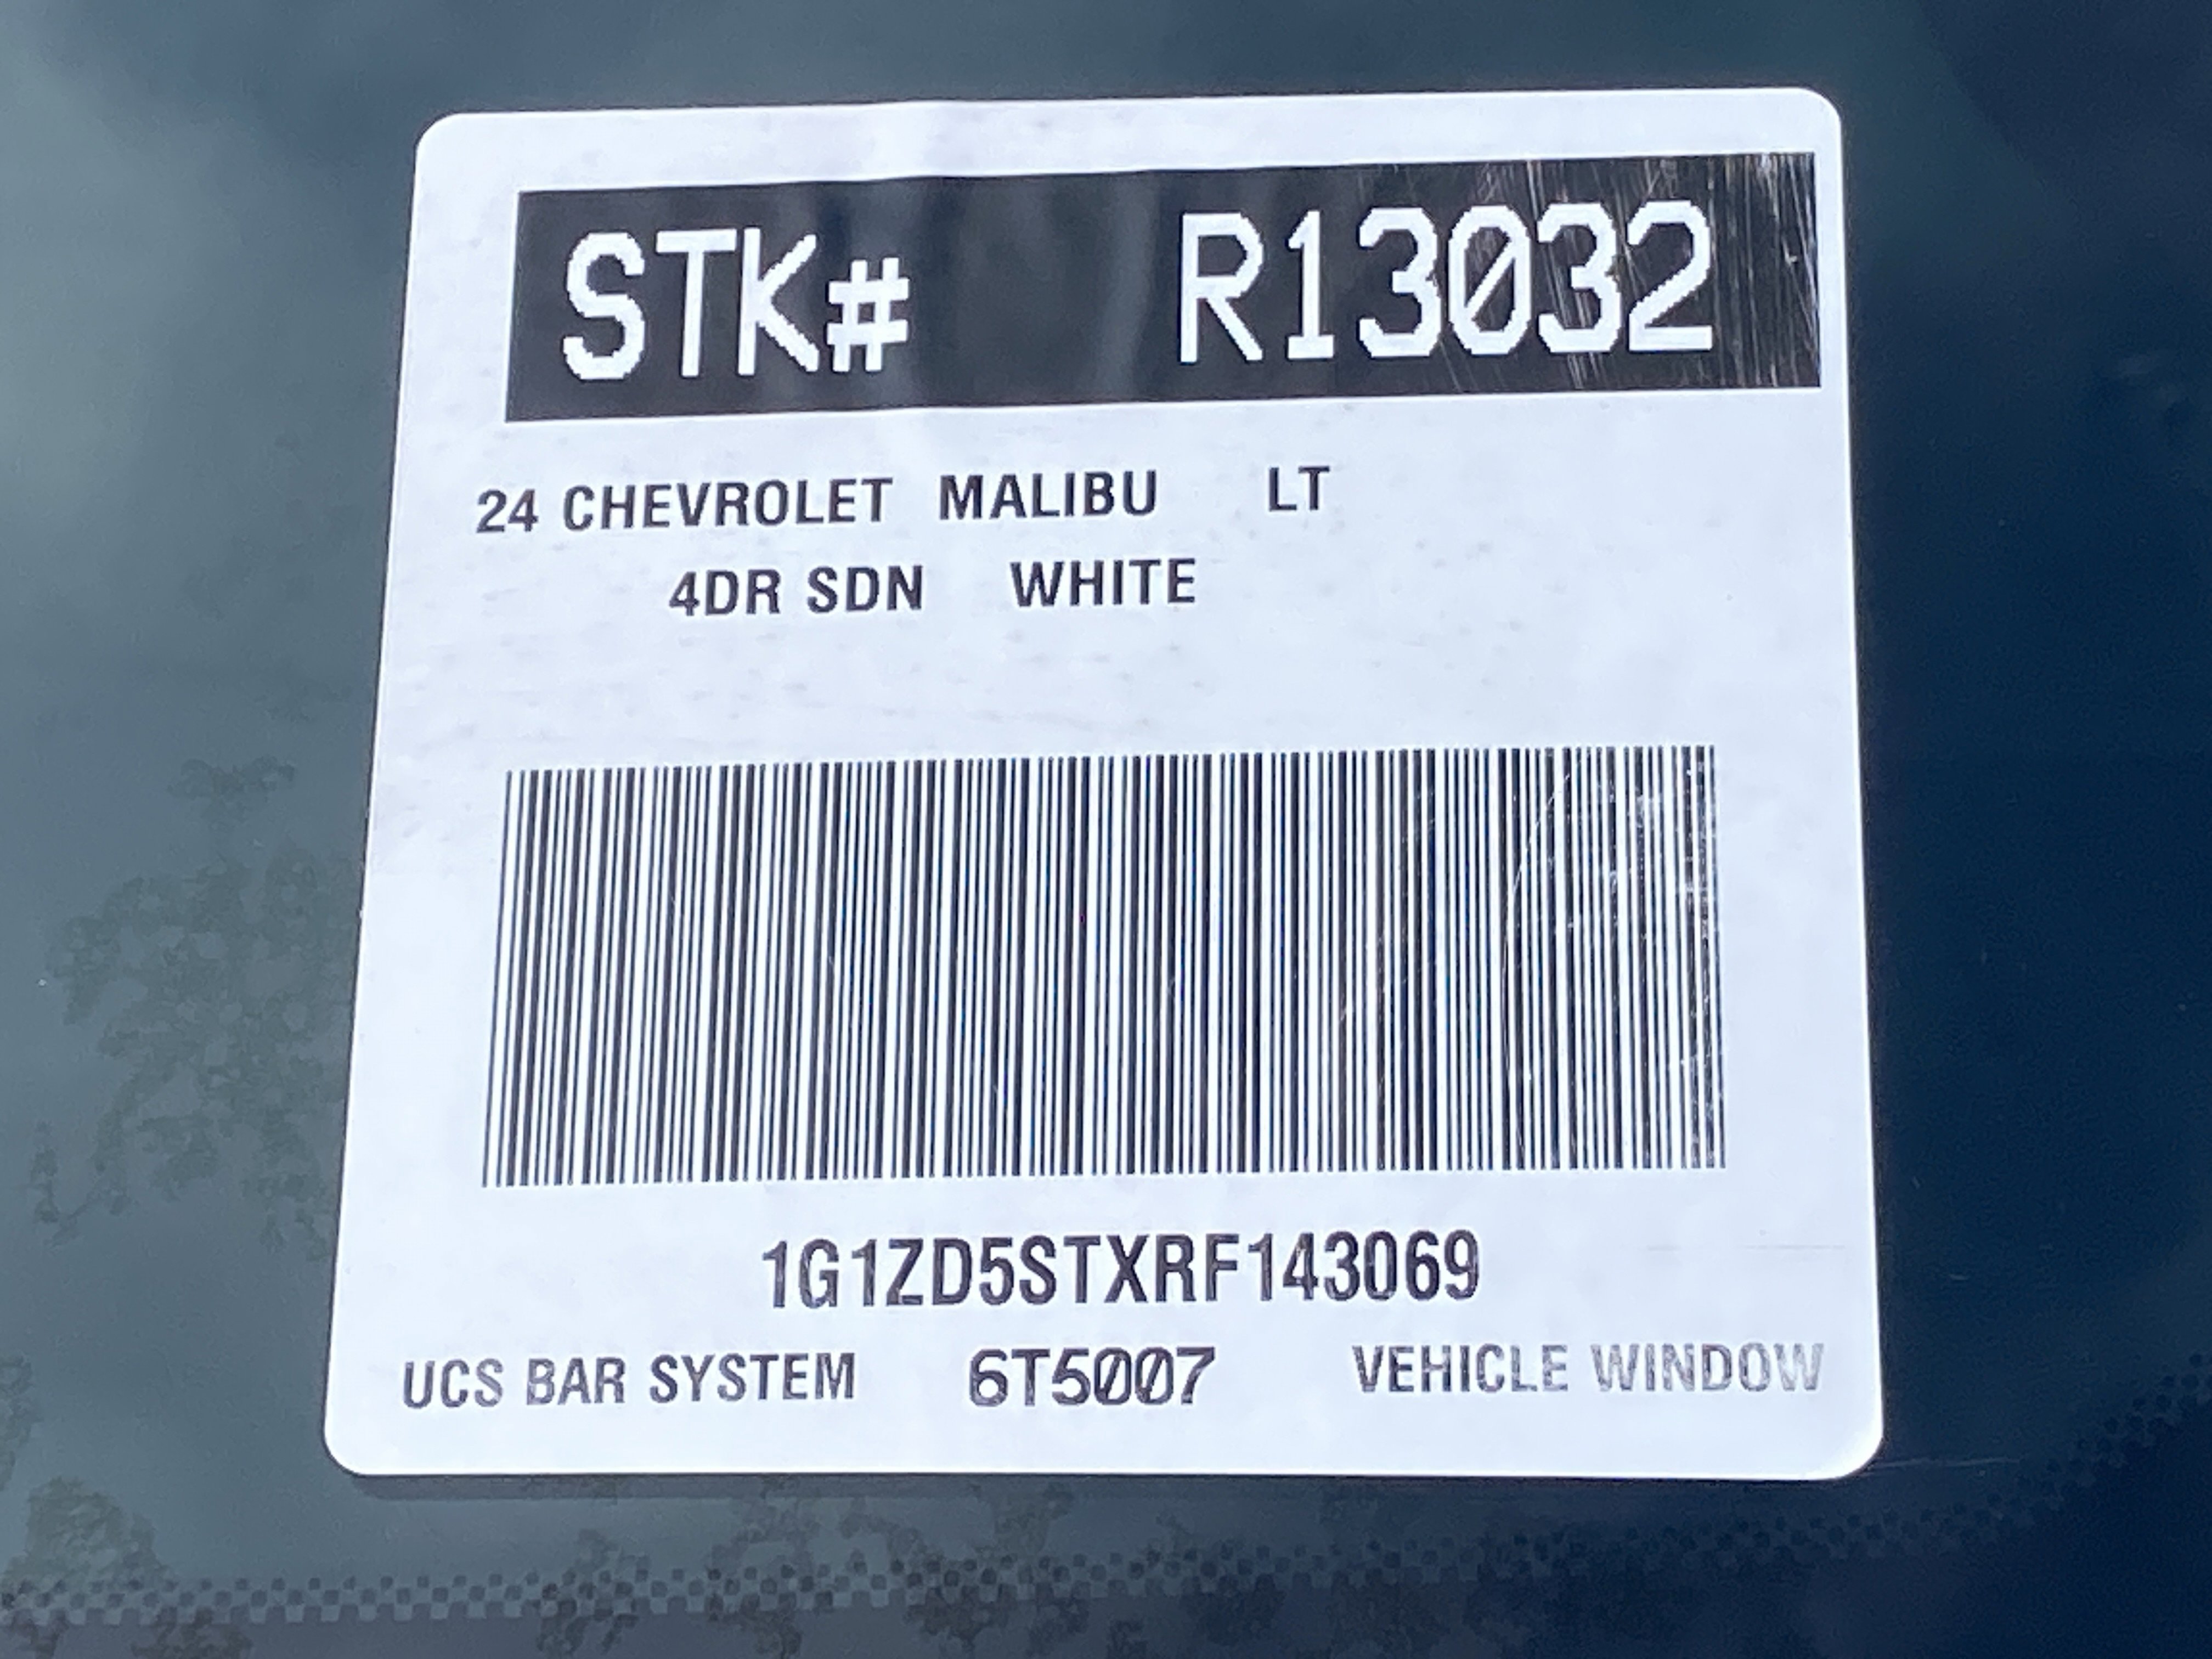 STK# R13032
24 CHEVROLET MALIBU LT
4DR SDN WHITE
1G1ZD5STXRF143069
UCS BAR SYSTEM 6T5007 VEHICLE WINDOW